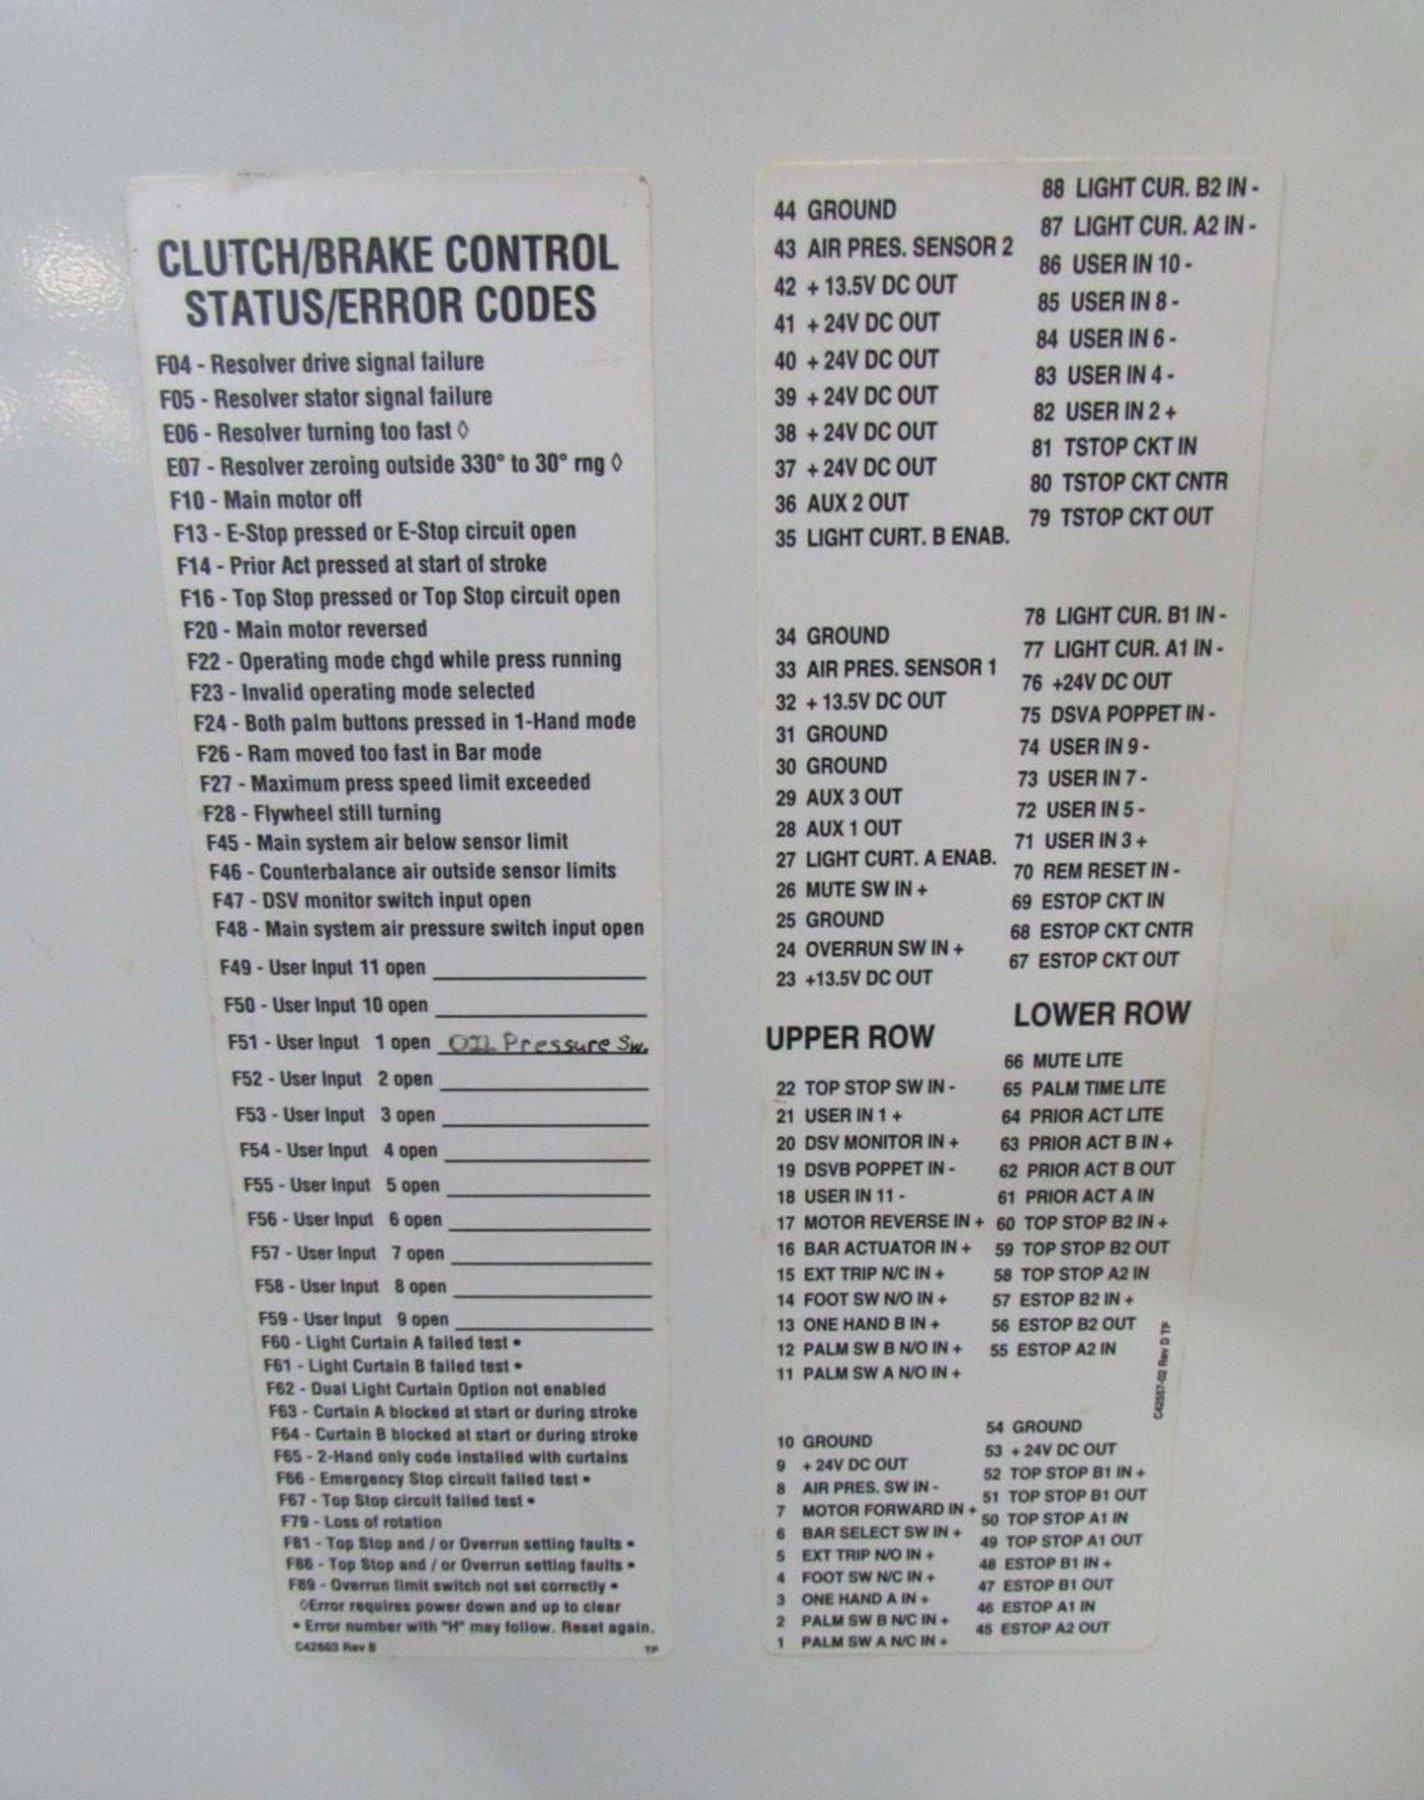 CLUTCH/BRAKE CONTROL
STATUS/ERROR CODES
F04 - Resolver drive signal failure
F05 - Resolver stator signal failure
E06 - Resolver turning too fast ◊
E07 - Resolver zeroing outside 330° to 30° rng ◊
F10 - Main motor off
F13 - E-Stop pressed or E-Stop circuit open
F14 - Prior Act pressed at start of stroke
F16 - Top Stop pressed or Top Stop circuit open
F20 - Main motor reversed
F22 - Operating mode chgd while press running
F23 - Invalid operating mode selected
F24 - Both palm buttons pressed in 1-Hand mode
F26 - Ram moved too fast in Bar mode
F27 - Maximum press speed limit exceeded
F28 - Flywheel still turning
F45 - Main system air below sensor limit
F46 - Counterbalance air outside sensor limits
F47 - DSV monitor switch input open
F48 - Main system air pressure switch input open
F49 - User Input 11 open
F50 - User Input 10 open
F51 - User Input 1 open OIL Pressure Sw.
F52 - User Input 2 open
F53 - User Input 3 open
F54 - User Input 4 open
F55 - User Input 5 open
F56 - User Input 6 open
F57 - User Input 7 open
F58 - User Input 8 open
F59 - User Input 9 open
F60 - Light Curtain A failed test •
F61 - Light Curtain B failed test •
F62 - Dual Light Curtain Option not enabled
F63 - Curtain A blocked at start or during stroke
F64 - Curtain B blocked at start or during stroke
F65 - 2-Hand only code installed with curtains
F66 - Emergency Stop circuit failed test •
F67 - Top Stop circuit failed test •
F79 - Loss of rotation
F81 - Top Stop and / or Overrun setting faults •
F86 - Top Stop and / or Overrun setting faults •
F89 - Overrun limit switch not set correctly •
◊Error requires power down and up to clear
• Error number with "H" may follow. Reset again.
C42603 Rev B TP
44 GROUND
43 AIR PRES. SENSOR 2
42 + 13.5V DC OUT
41 + 24V DC OUT
40 + 24V DC OUT
39 + 24V DC OUT
38 + 24V DC OUT
37 + 24V DC OUT
36 AUX 2 OUT
35 LIGHT CURT. B ENAB.
34 GROUND
33 AIR PRES. SENSOR 1
32 + 13.5V DC OUT
31 GROUND
30 GROUND
29 AUX 3 OUT
28 AUX 1 OUT
27 LIGHT CURT. A ENAB.
26 MUTE SW IN +
25 GROUND
24 OVERRUN SW IN +
23 +13.5V DC OUT
UPPER ROW
22 TOP STOP SW IN -
21 USER IN 1 +
20 DSV MONITOR IN +
19 DSVB POPPET IN -
18 USER IN 11 -
17 MOTOR REVERSE IN +
16 BAR ACTUATOR IN +
15 EXT TRIP N/C IN +
14 FOOT SW N/O IN +
13 ONE HAND B IN +
12 PALM SW B N/O IN +
11 PALM SW A N/O IN +
10 GROUND
9 + 24V DC OUT
8 AIR PRES. SW IN -
7 MOTOR FORWARD IN +
6 BAR SELECT SW IN +
5 EXT TRIP N/O IN +
4 FOOT SW N/C IN +
3 ONE HAND A IN +
2 PALM SW B N/C IN +
1 PALM SW A N/C IN +
88 LIGHT CUR. B2 IN -
87 LIGHT CUR. A2 IN -
86 USER IN 10 -
85 USER IN 8 -
84 USER IN 6 -
83 USER IN 4 -
82 USER IN 2 +
81 TSTOP CKT IN
80 TSTOP CKT CNTR
79 TSTOP CKT OUT
78 LIGHT CUR. B1 IN -
77 LIGHT CUR. A1 IN -
76 +24V DC OUT
75 DSVA POPPET IN -
74 USER IN 9 -
73 USER IN 7 -
72 USER IN 5 -
71 USER IN 3 +
70 REM RESET IN -
69 ESTOP CKT IN
68 ESTOP CKT CNTR
67 ESTOP CKT OUT
LOWER ROW
66 MUTE LITE
65 PALM TIME LITE
64 PRIOR ACT LITE
63 PRIOR ACT B IN +
62 PRIOR ACT B OUT
61 PRIOR ACT A IN
60 TOP STOP B2 IN +
59 TOP STOP B2 OUT
58 TOP STOP A2 IN
57 ESTOP B2 IN +
56 ESTOP B2 OUT
55 ESTOP A2 IN
54 GROUND
53 + 24V DC OUT
52 TOP STOP B1 IN +
51 TOP STOP B1 OUT
50 TOP STOP A1 IN
49 TOP STOP A1 OUT
48 ESTOP B1 IN +
47 ESTOP B1 OUT
46 ESTOP A1 IN
45 ESTOP A2 OUT
C42557-02 Rev D TP